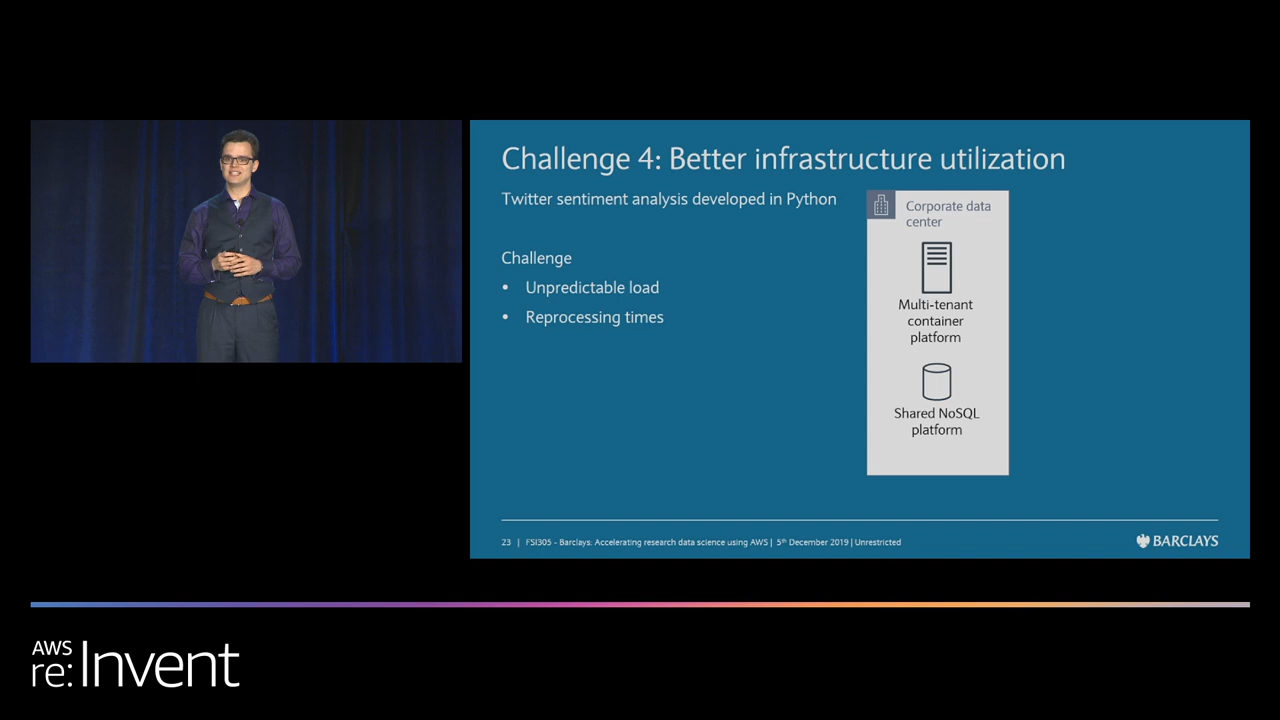 Challenge 4: Better infrastructure utilization
Twitter sentiment analysis developed in Python
Challenge
• Unpredictable load
• Reprocessing times
Corporate data
center
Multi-tenant
container
platform
Shared NoSQL
platform
23 | FSI305 - Barclays: Accelerating research data science using AWS | 5th December 2019 | Unrestricted
BARCLAYS
AWS
re:Invent